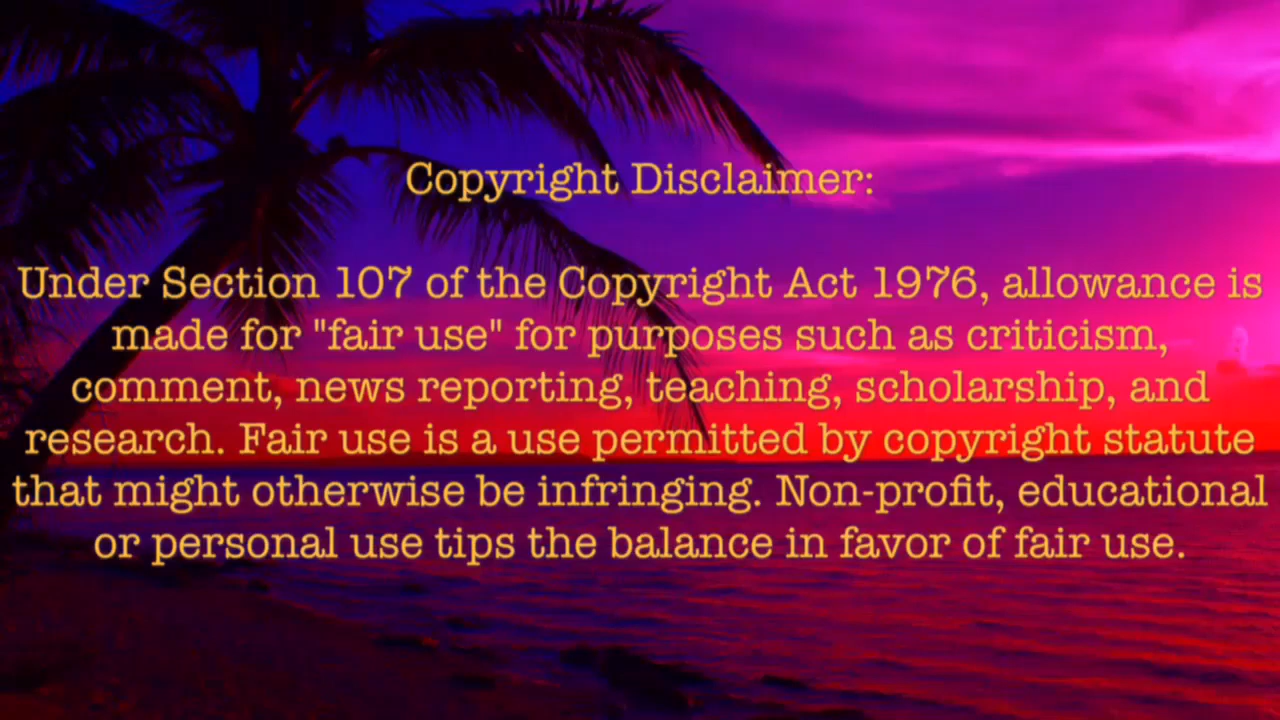 Copyright Disclaimer:
Under Section 107 of the Copyright Act 1976, allowance is
made for "fair use" for purposes such as criticism,
comment, news reporting, teaching, scholarship, and
research. Fair use is a use permitted by copyright statute
that might otherwise be infringing. Non-profit, educational
or personal use tips the balance in favor of fair use.